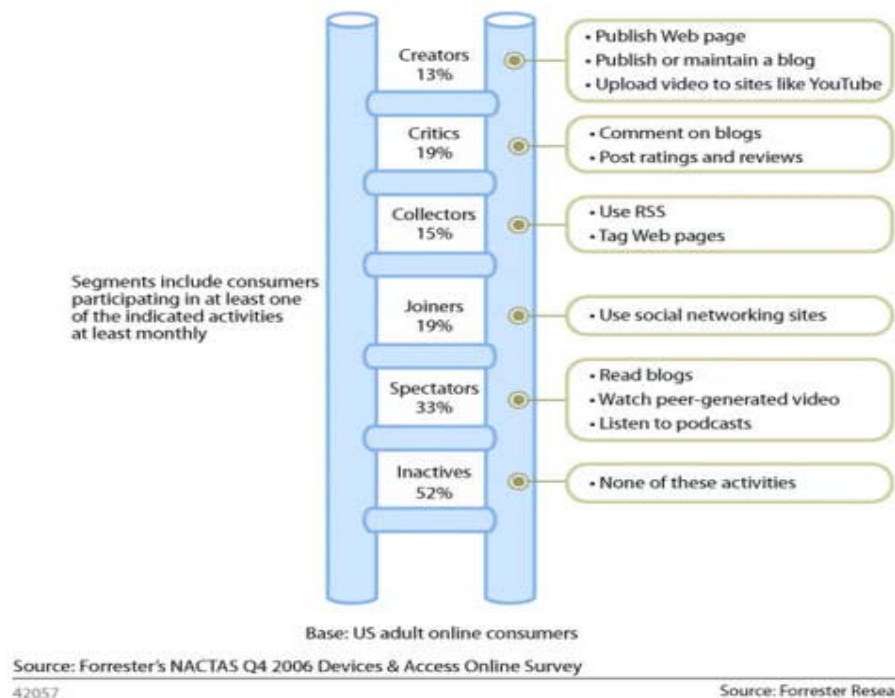 Creators
13%
• Publish Web page
• Publish or maintain a blog
• Upload video to sites like YouTube
Critics
19%
• Comment on blogs
• Post ratings and reviews
Collectors
15%
• Use RSS
• Tag Web pages
Segments include consumers
participating in at least one
of the indicated activities
at least monthly
Joiners
19%
• Use social networking sites
Spectators
33%
• Read blogs
• Watch peer-generated video
• Listen to podcasts
Inactives
52%
• None of these activities
Base: US adult online consumers
Source: Forrester's NACTAS Q4 2006 Devices & Access Online Survey
42057
Source: Forrester Resea